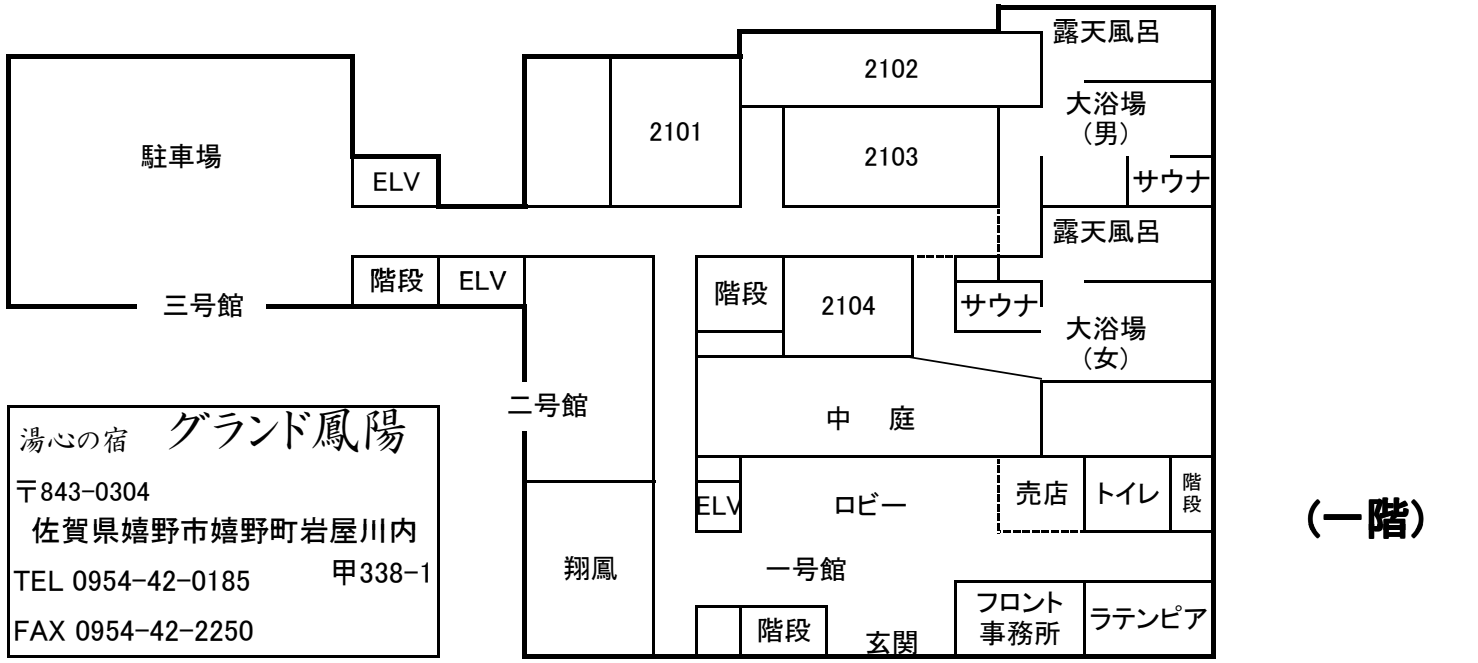 露天風呂
2102
大浴場
(男)
2101
駐車場
2103
ELV
サウナ
露天風呂
階段
ELV
階段
2104
サウナ
三号館
大浴場
(女)
二号館
中 庭
湯心の宿 グランド鳳陽
〒843-0304
佐賀県嬉野市嬉野町岩屋川内
甲338-1
TEL 0954-42-0185
FAX 0954-42-2250
ELV
ロビー
売店
トイレ
階
段
(一階)
翔鳳
一号館
階段
玄関
フロント
事務所
ラテンピア